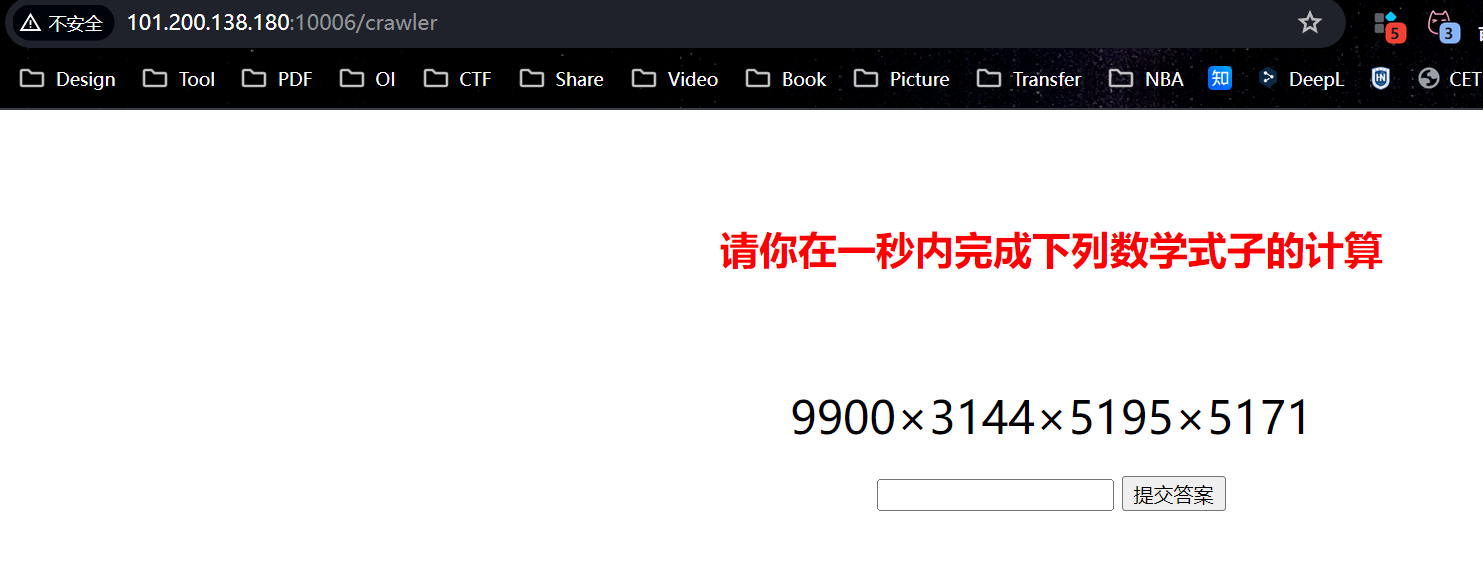 不安全 101.200.138.180:10006/crawler 5 3
Design Tool PDF OI CTF Share Video Book Picture Transfer NBA 知 DeepL HN CET
请你在一秒内完成下列数学式子的计算
9900×3144×5195×5171
提交答案